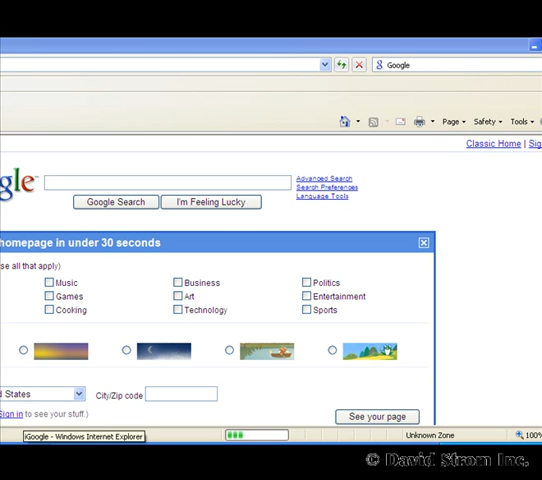 Google
Page Safety Tools
Classic Home | Sig
gle™
Advanced Search
Search Preferences
Language Tools
Google Search I'm Feeling Lucky
homepage in under 30 seconds
se all that apply)
Music Business Politics
Games Art Entertainment
Cooking Technology Sports
d States City/Zip code
Sign in to see your stuff.)
See your page
iGoogle - Windows Internet Explorer
Unknown Zone 100%
© David Strom Inc.